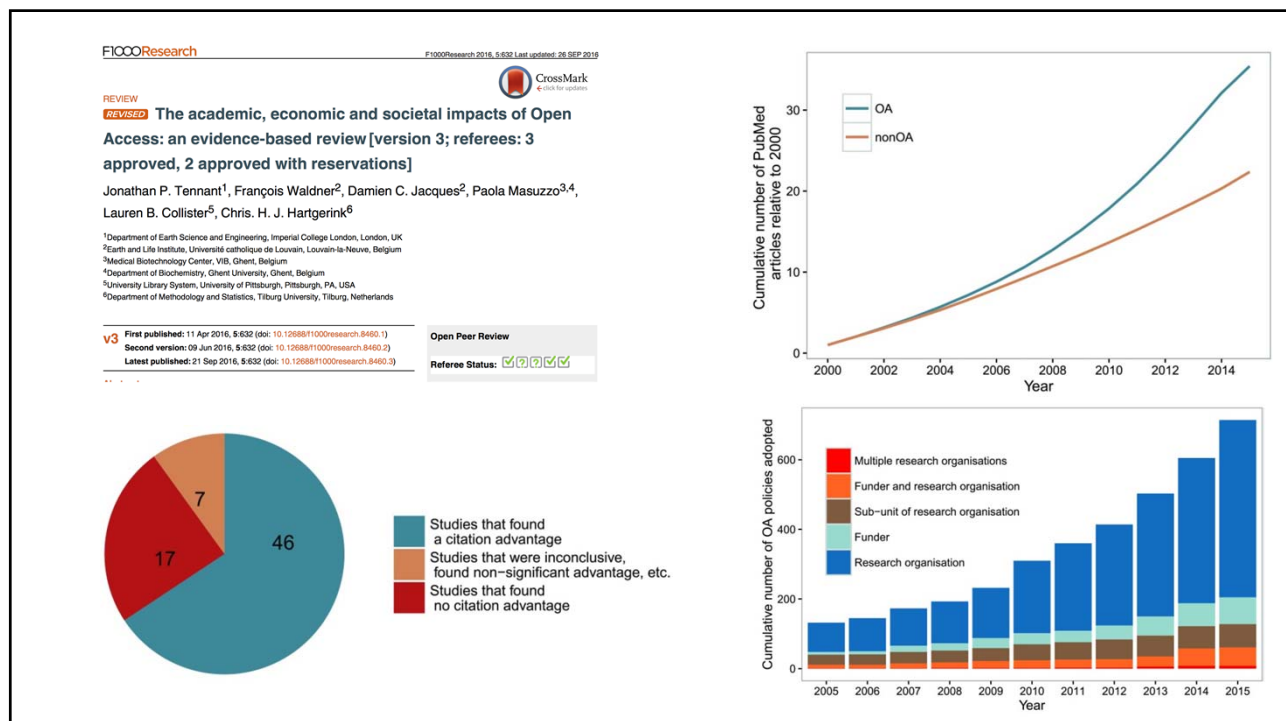 F1000Research
F1000Research 2016, 5:632 Last updated: 26 SEP 2016
CrossMark
click for updates
REVIEW
REVISED The academic, economic and societal impacts of Open
Access: an evidence-based review [version 3; referees: 3
approved, 2 approved with reservations]
Jonathan P. Tennant1, François Waldner2, Damien C. Jacques2, Paola Masuzzo3,4,
Lauren B. Collister5, Chris. H. J. Hartgerink6
1Department of Earth Science and Engineering, Imperial College London, London, UK
2Earth and Life Institute, Université catholique de Louvain, Louvain-la-Neuve, Belgium
3Medical Biotechnology Center, VIB, Ghent, Belgium
4Department of Biochemistry, Ghent University, Ghent, Belgium
5University Library System, University of Pittsburgh, Pittsburgh, PA, USA
6Department of Methodology and Statistics, Tilburg University, Tilburg, Netherlands
v3
First published: 11 Apr 2016, 5:632 (doi: 10.12688/f1000research.8460.1)
Second version: 09 Jun 2016, 5:632 (doi: 10.12688/f1000research.8460.2)
Latest published: 21 Sep 2016, 5:632 (doi: 10.12688/f1000research.8460.3)
Open Peer Review
Referee Status: ✓ ? ? ✓ ✓
Cumulative number of PubMed
articles relative to 2000
30
20
10
0
OA
nonOA
2000 2002 2004 2006 2008 2010 2012 2014
Year
7
17
46
Studies that found
a citation advantage
Studies that were inconclusive,
found non-significant advantage, etc.
Studies that found
no citation advantage
Cumulative number of OA policies adopted
600
400
200
0
Multiple research organisations
Funder and research organisation
Sub-unit of research organisation
Funder
Research organisation
2005 2006 2007 2008 2009 2010 2011 2012 2013 2014 2015
Year